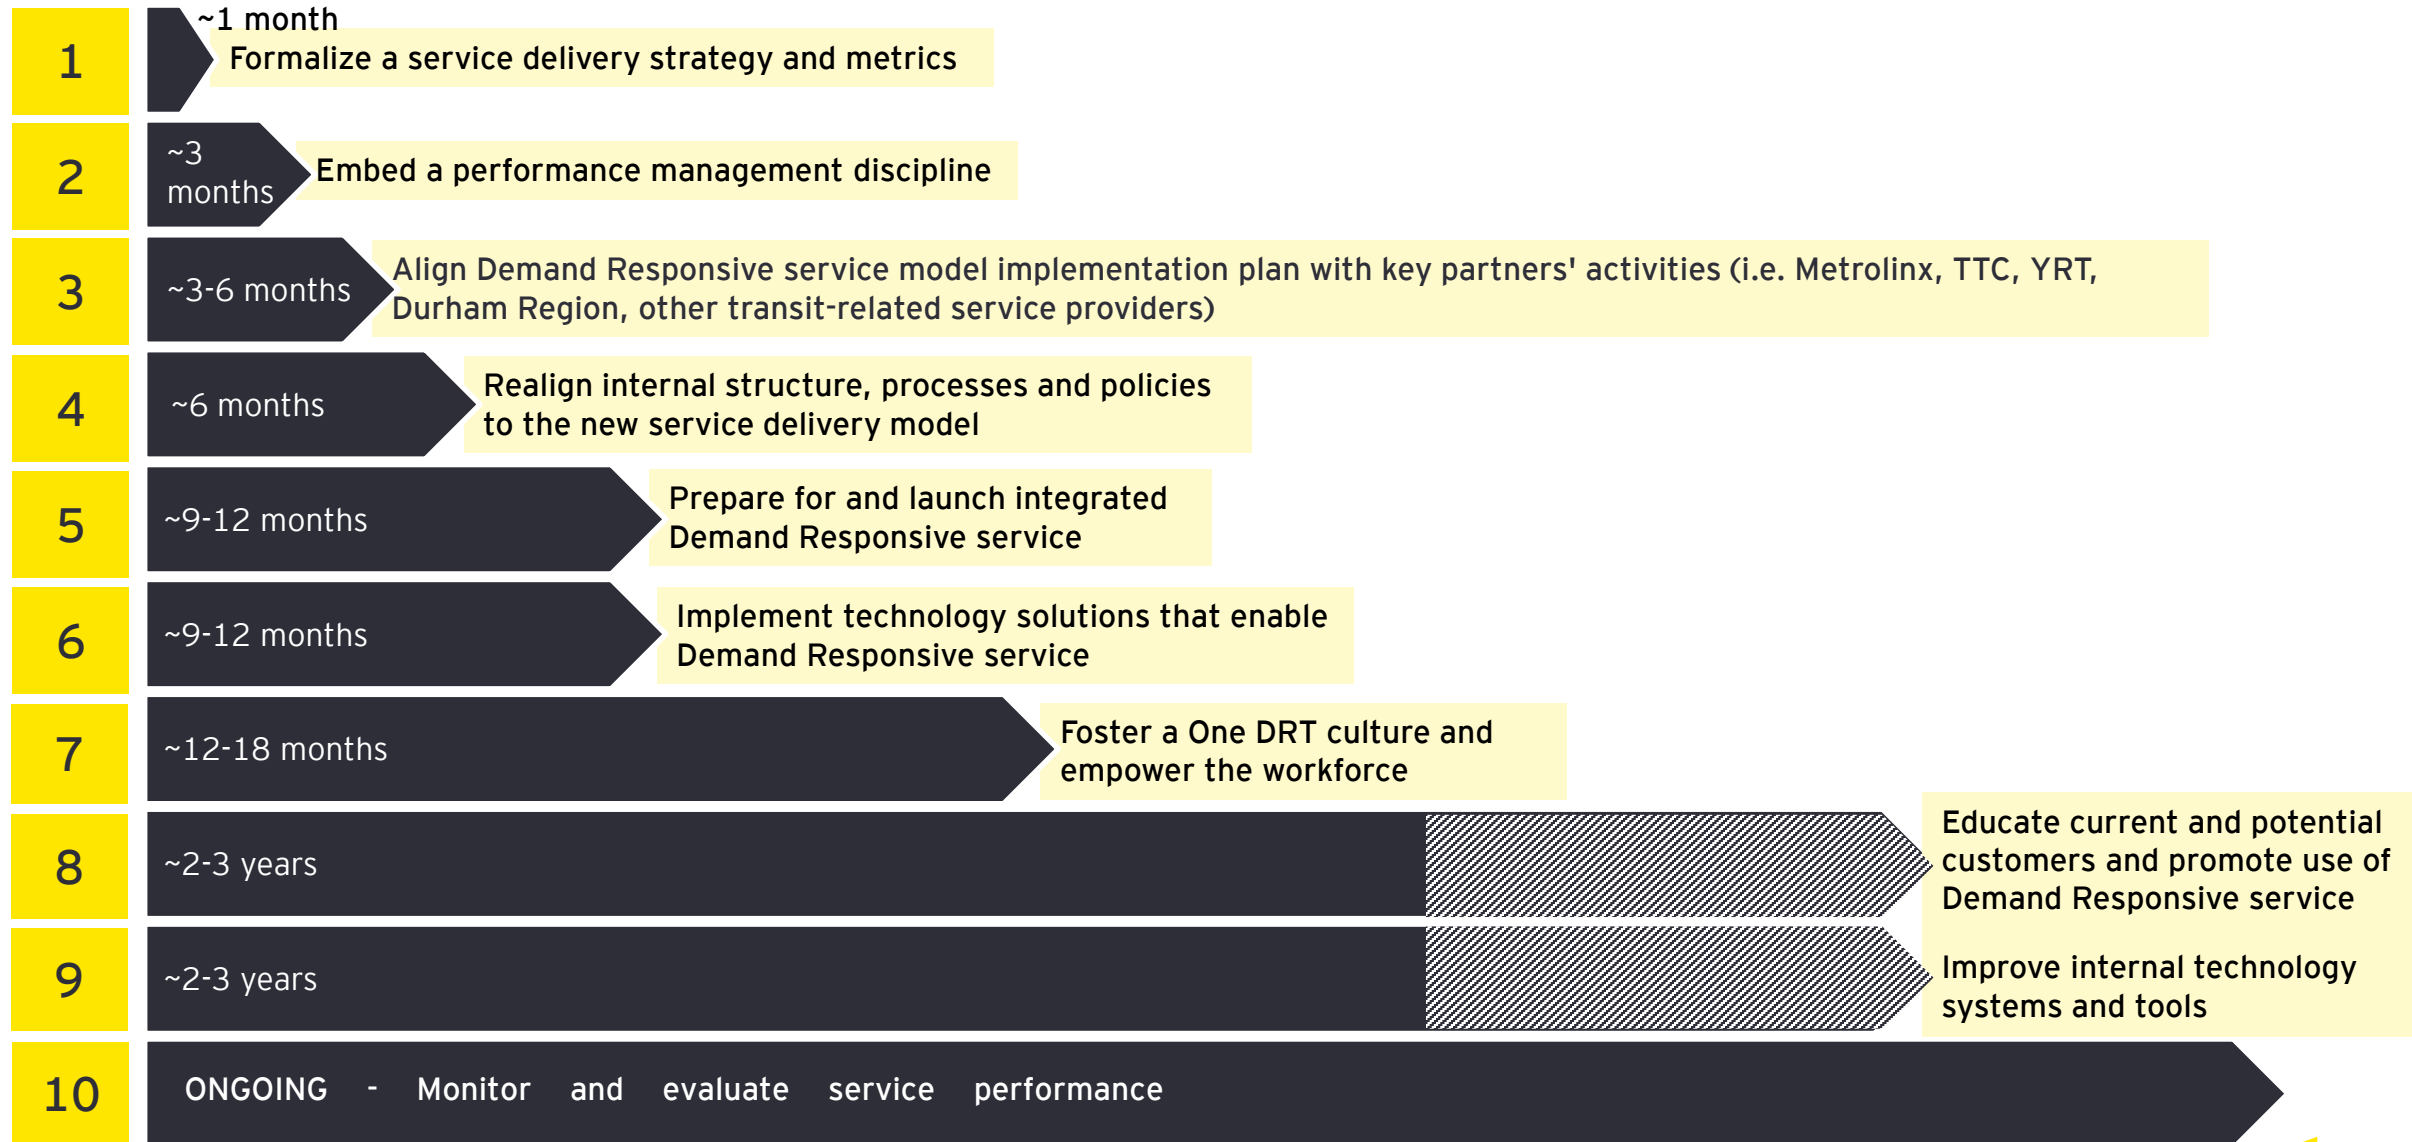 1
~1 month
Formalize a service delivery strategy and metrics
2
~3
months
Embed a performance management discipline
3
~3-6 months
Align Demand Responsive service model implementation plan with key partners' activities (i.e. Metrolinx, TTC, YRT,
Durham Region, other transit-related service providers)
4
~6 months
Realign internal structure, processes and policies
to the new service delivery model
5
~9-12 months
Prepare for and launch integrated
Demand Responsive service
6
~9-12 months
Implement technology solutions that enable
Demand Responsive service
7
~12-18 months
Foster a One DRT culture and
empower the workforce
8
~2-3 years
Educate current and potential
customers and promote use of
Demand Responsive service
9
~2-3 years
Improve internal technology
systems and tools
10
ONGOING - Monitor and evaluate service performance